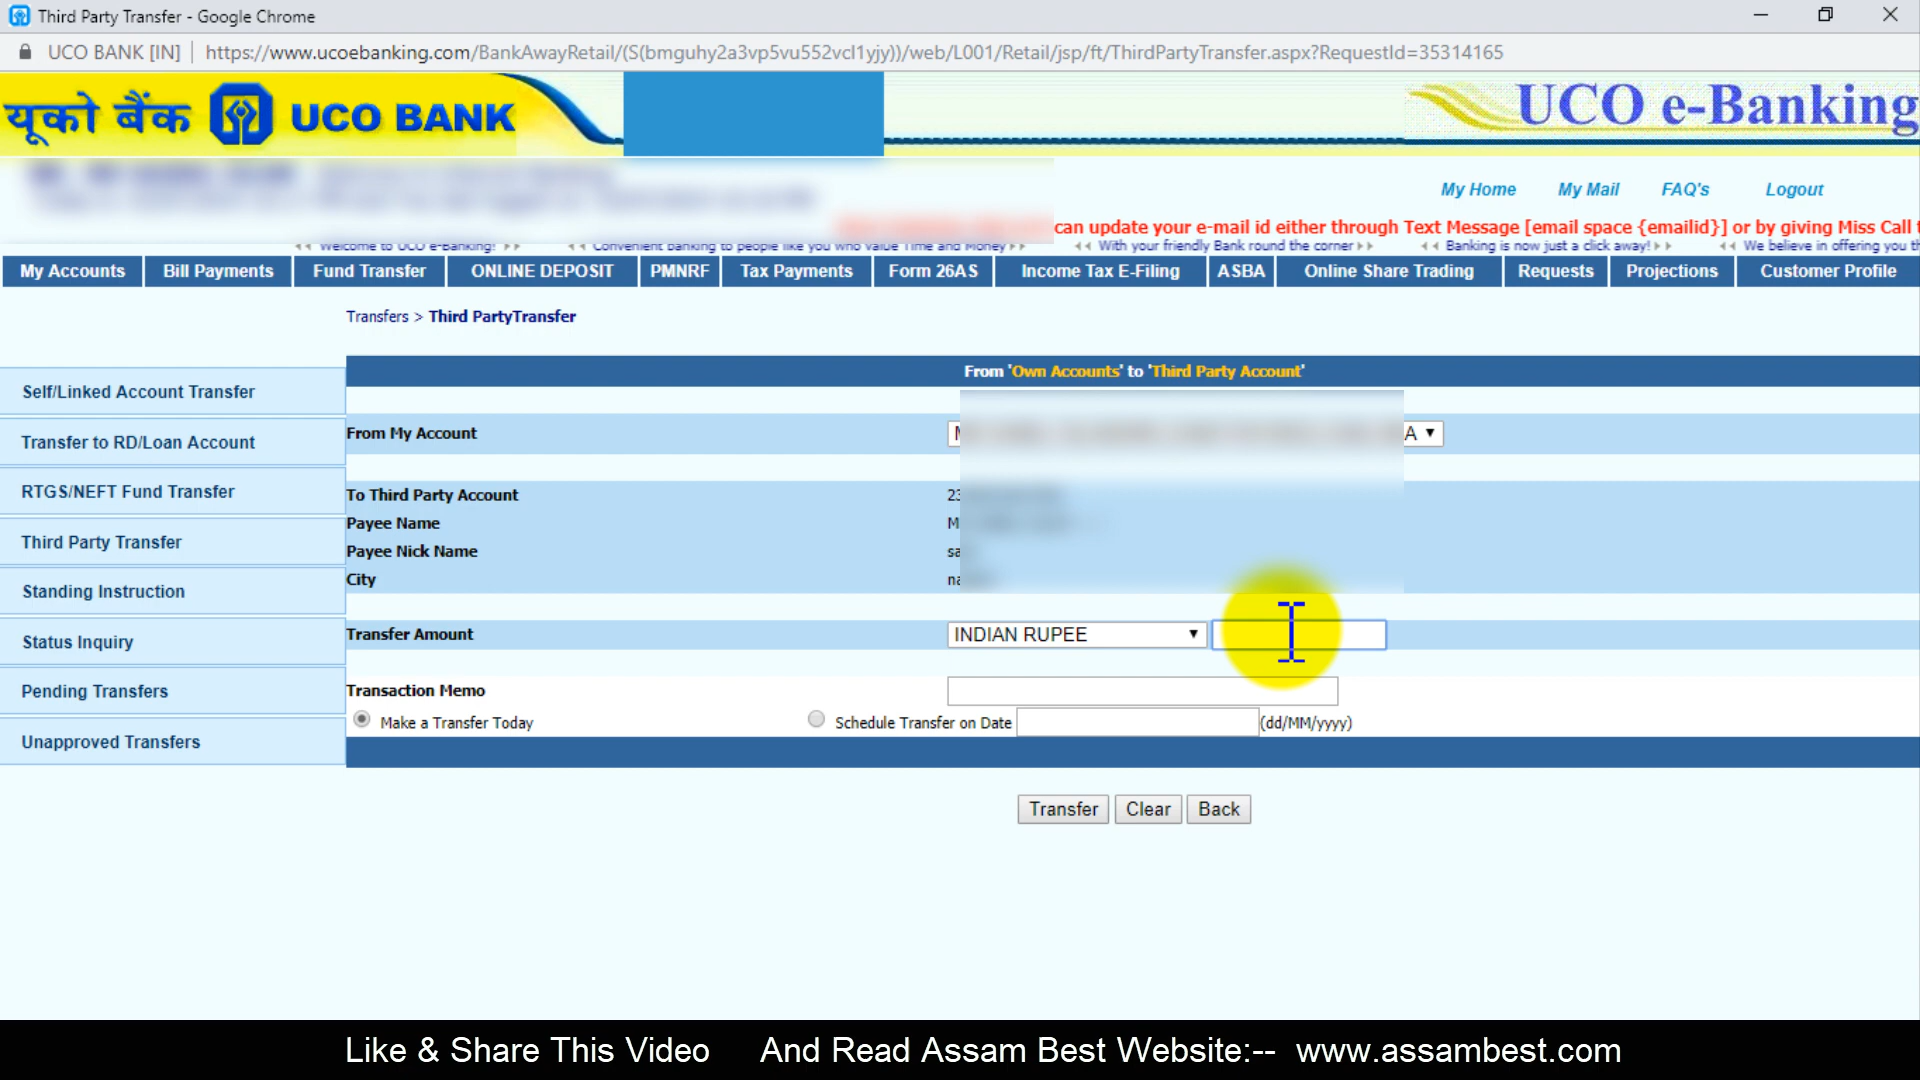 Third Party Transfer - Google Chrome
UCO BANK [IN] https://www.ucoebanking.com/BankAwayRetail/(S(bmguhy2a3vp5vu552vcl1yjy))/web/L001/Retail/jsp/ft/ThirdPartyTransfer.aspx?RequestId=35314165
यूको बैंक UCO BANK UCO e-Banking
My Home My Mail FAQ's Logout
can update your e-mail id either through Text Message [email space {emailid}] or by giving Miss Call
Welcome to UCO e-Banking! Convenient banking to people like you who value Time and Money With your friendly Bank round the corner Banking is now just a click away! We believe in offering you
My Accounts Bill Payments Fund Transfer ONLINE DEPOSIT PMNRF Tax Payments Form 26AS Income Tax E-Filing ASBA Online Share Trading Requests Projections Customer Profile
Transfers > Third PartyTransfer
From 'Own Accounts' to 'Third Party Account'
Self/Linked Account Transfer
Transfer to RD/Loan Account
RTGS/NEFT Fund Transfer
Third Party Transfer
Standing Instruction
Status Inquiry
Pending Transfers
Unapproved Transfers
From My Account
To Third Party Account
Payee Name
Payee Nick Name
City
Transfer Amount INDIAN RUPEE
Transaction Memo
Make a Transfer Today Schedule Transfer on Date (dd/MM/yyyy)
Transfer Clear Back
Like & Share This Video And Read Assam Best Website:-- www.assambest.com